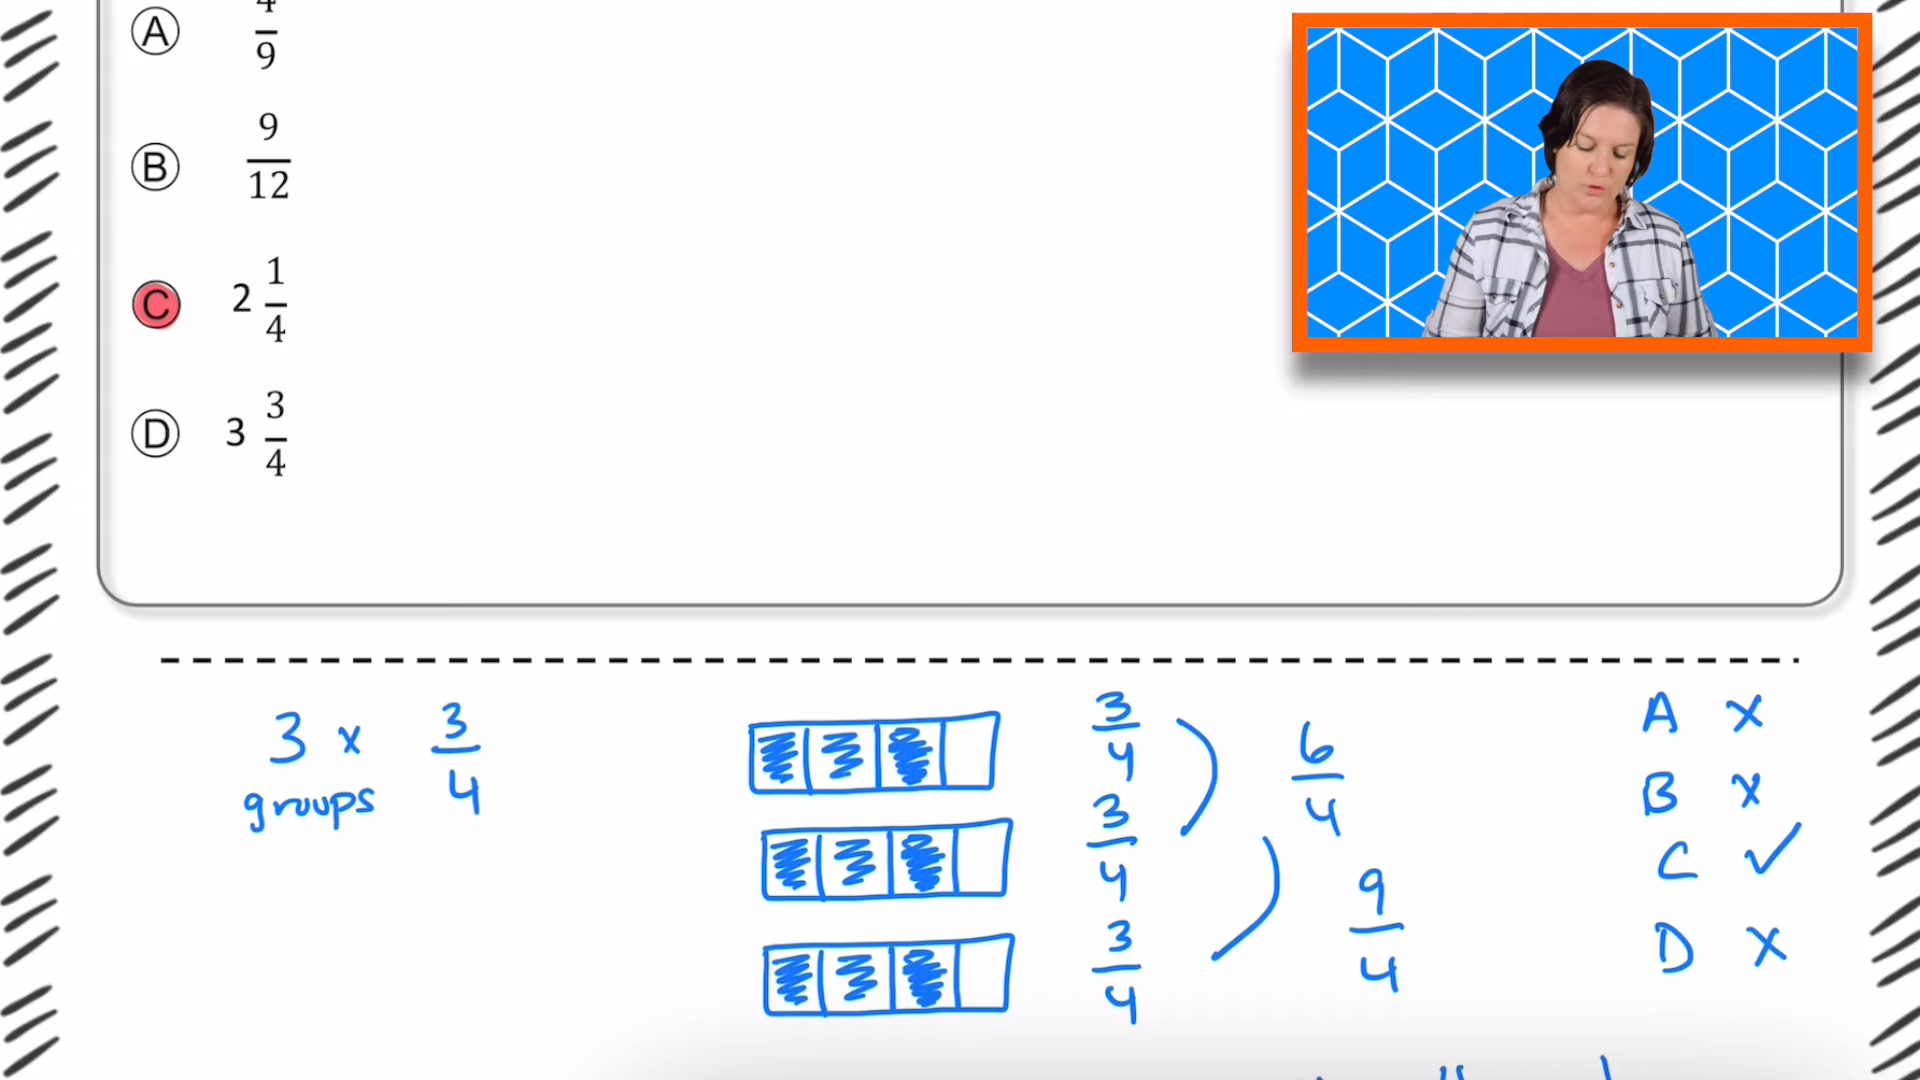 A 4/9
B 9/12
C 2 1/4
D 3 3/4
3 x 3/4
groups
3/4
3/4
3/4
6/4
9/4
A X
B X
C ✓
D X